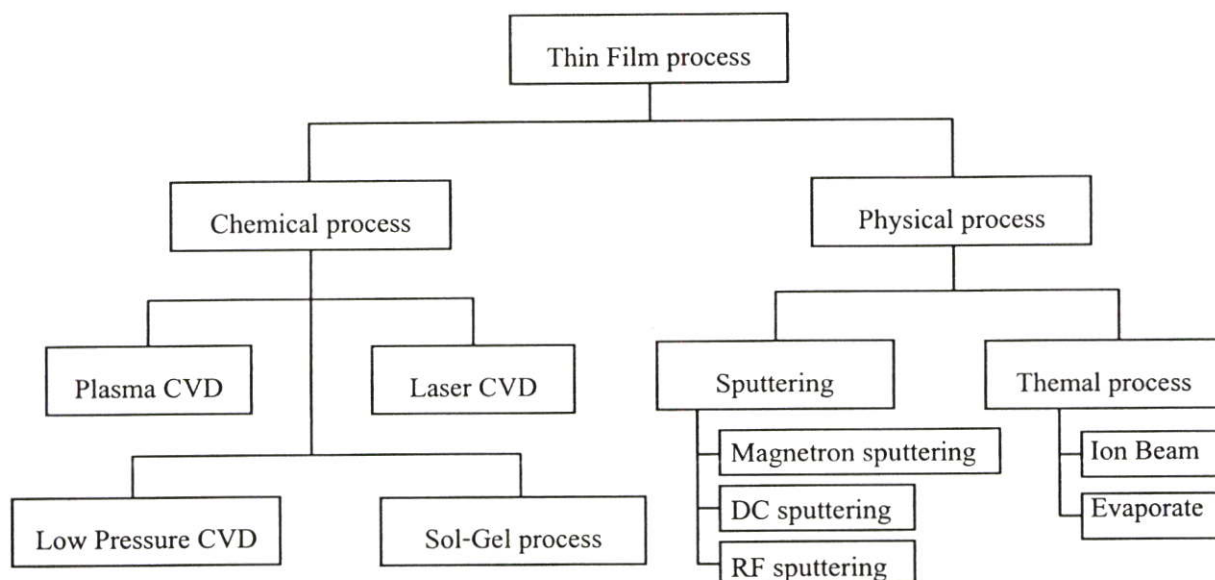 Thin Film process
Chemical process
Physical process
Plasma CVD
Laser CVD
Sputtering
Themal process
Magnetron sputtering
Ion Beam
Low Pressure CVD
Sol-Gel process
DC sputtering
Evaporate
RF sputtering